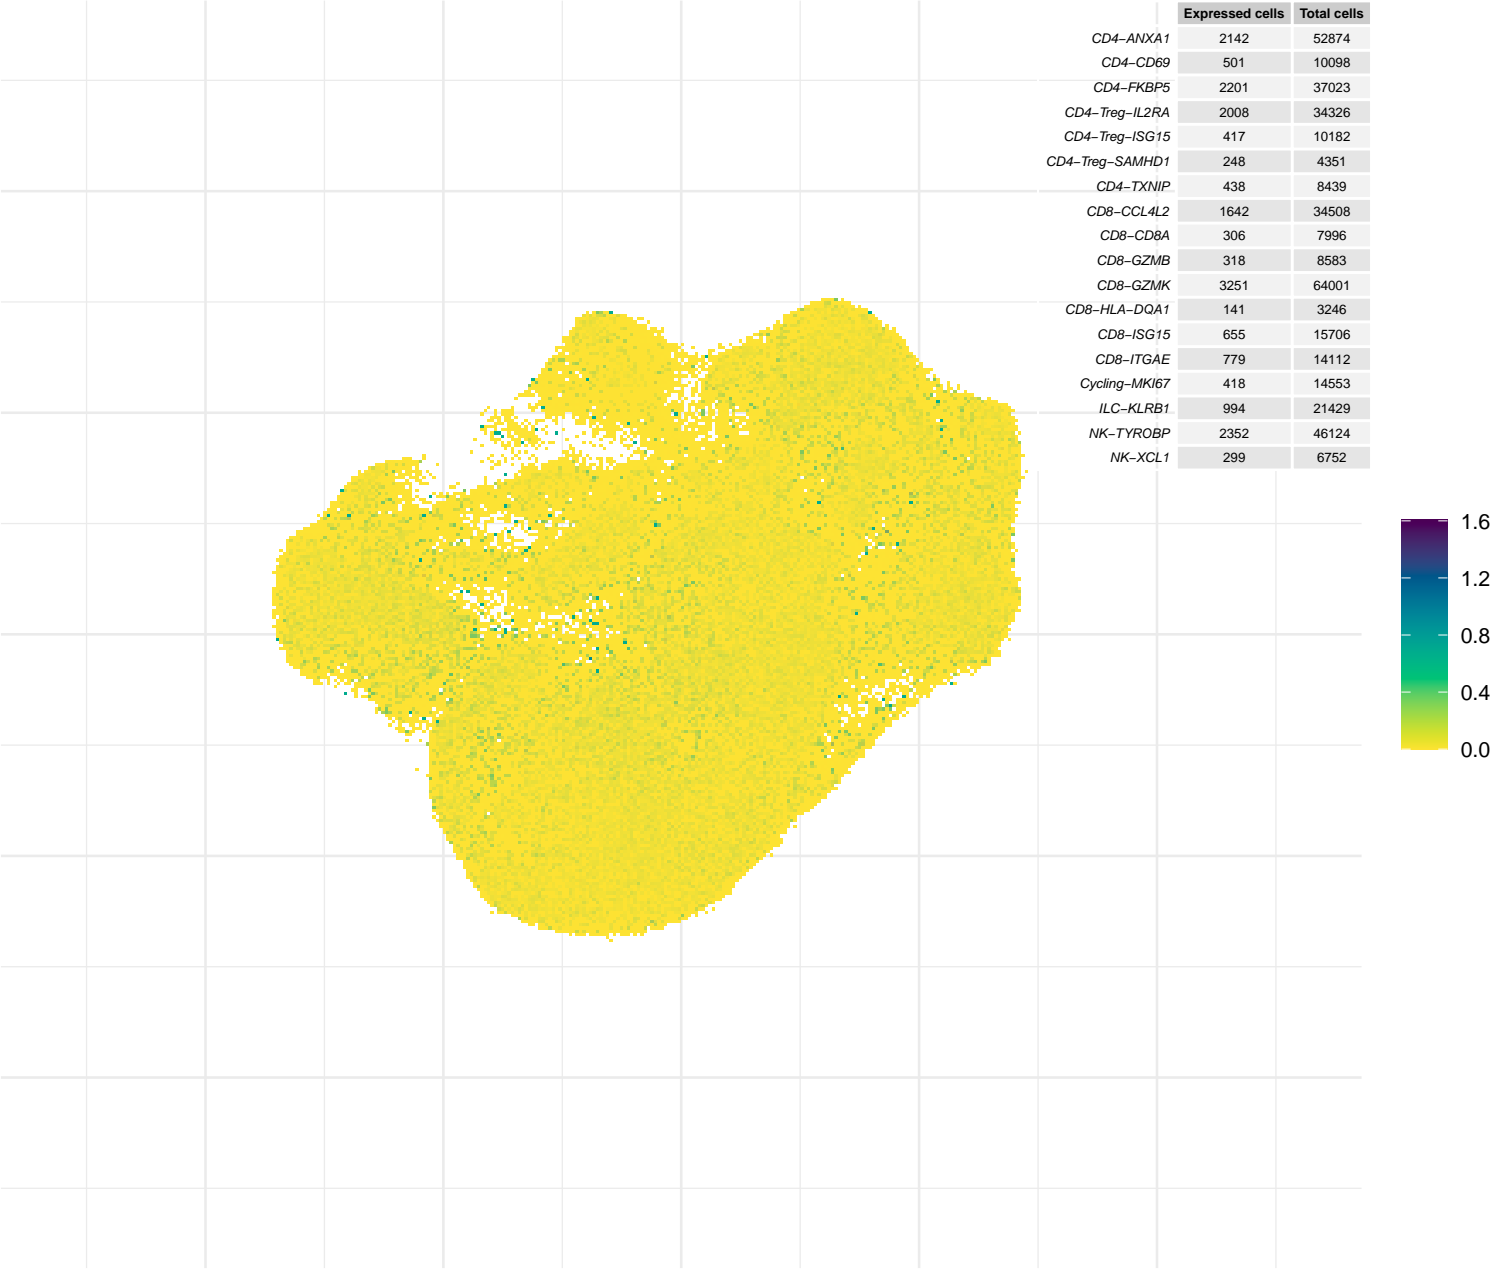 Expressed cells Total cells
CD4−ANXA1 2142 52874
CD4−CD69 501 10098
CD4−FKBP5 2201 37023
CD4−Treg−IL2RA 2008 34326
CD4−Treg−ISG15 417 10182
CD4−Treg−SAMHD1 248 4351
CD4−TXNIP 438 8439
CD8−CCL4L2 1642 34508
CD8−CD8A 306 7996
CD8−GZMB 318 8583
CD8−GZMK 3251 64001
CD8−HLA−DQA1 141 3246
CD8−ISG15 655 15706
CD8−ITGAE 779 14112
Cycling−MKI67 418 14553
ILC−KLRB1 994 21429
NK−TYROBP 2352 46124
NK−XCL1 299 6752
1.6
1.2
0.8
0.4
0.0